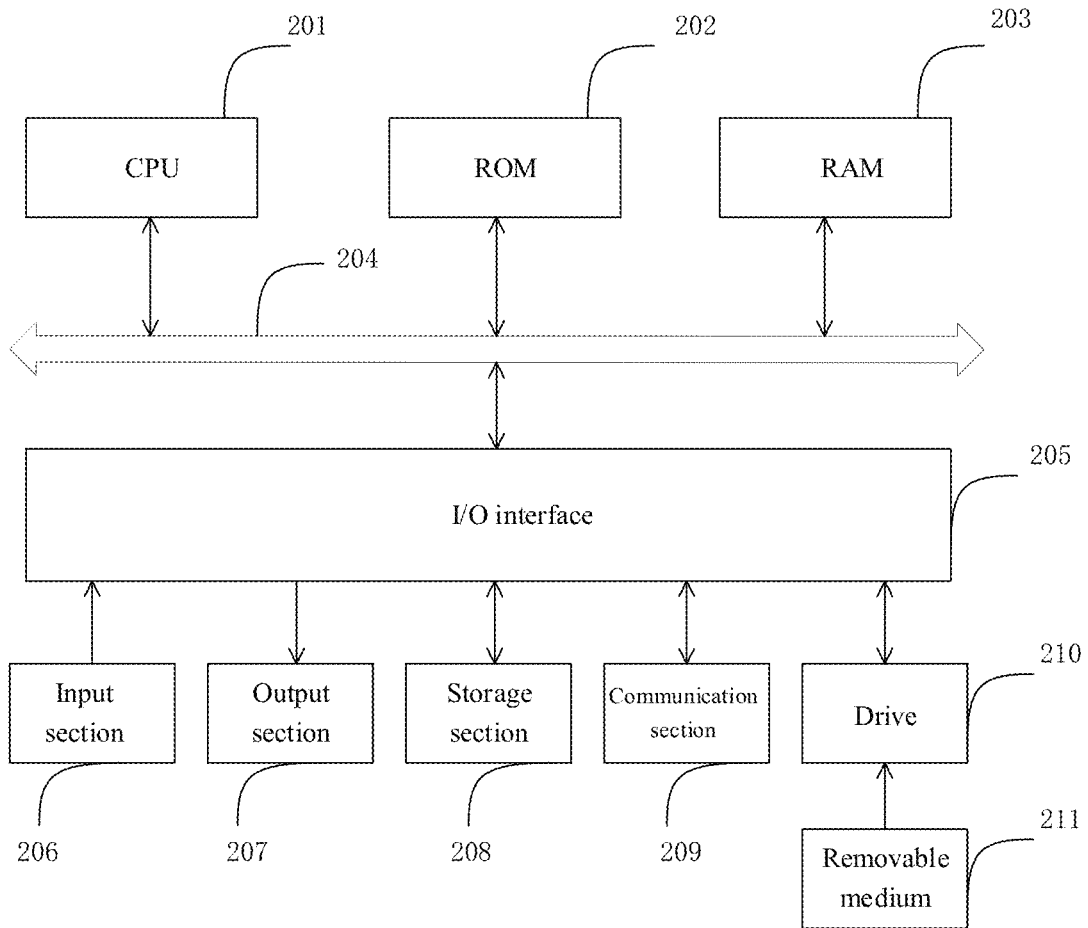 201
202
203
CPU
ROM
RAM
204
205
I/O interface
210
Input
section
Output
section
Storage
section
Communication
section
Drive
206
207
208
209
211
Removable
medium